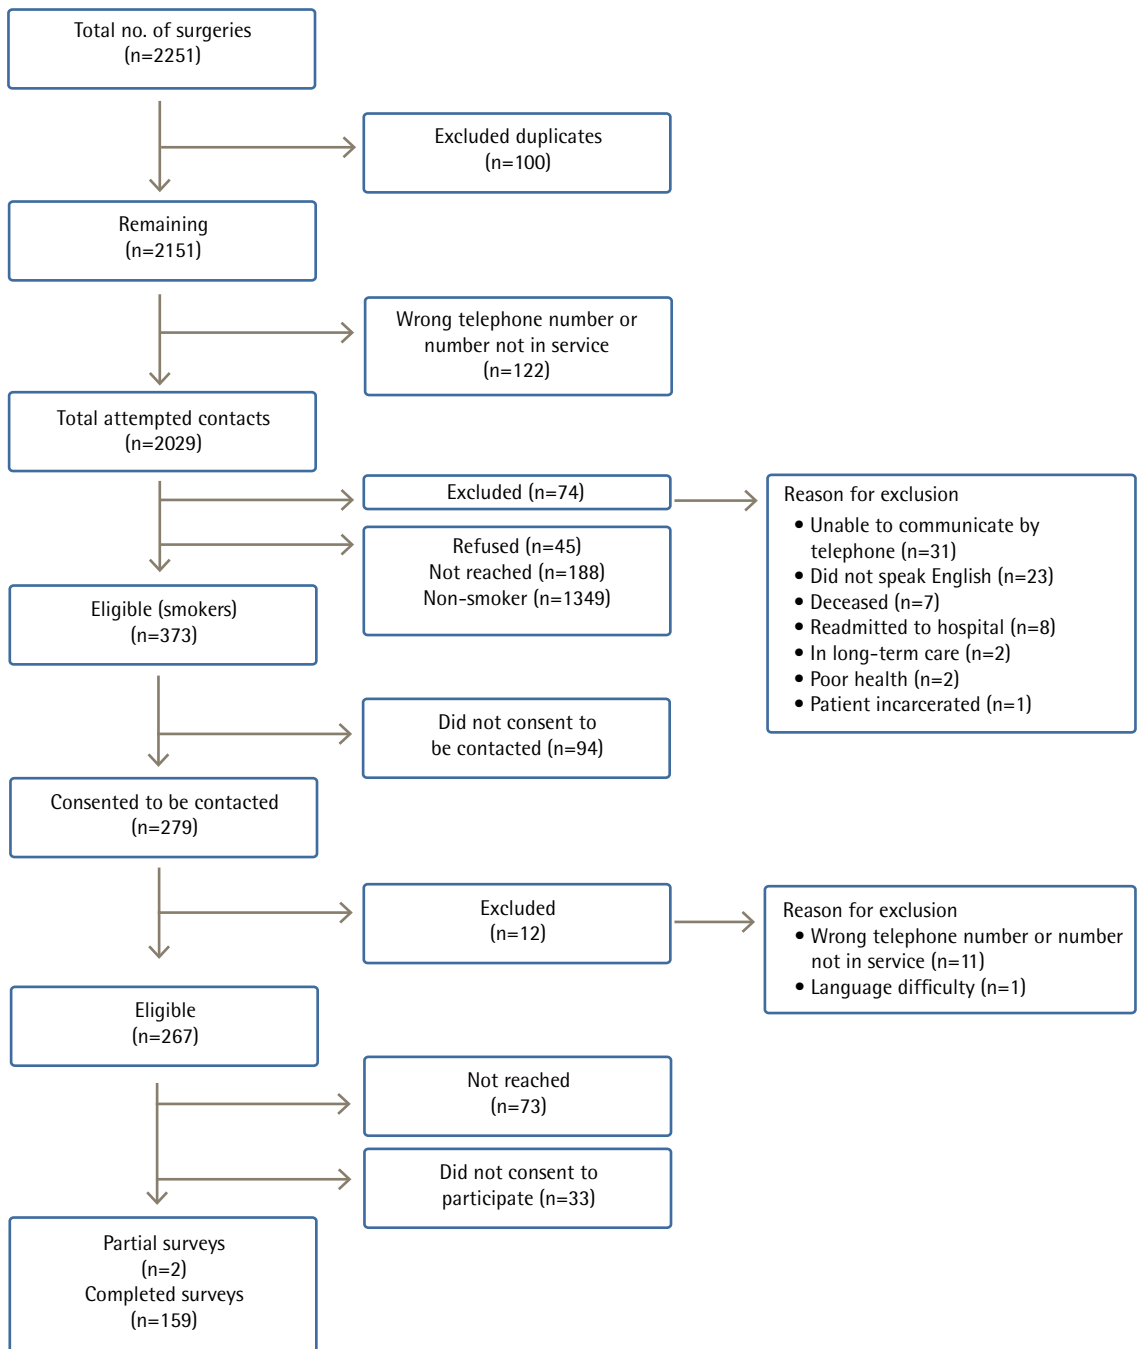 Total no. of surgeries
(n=2251)
Excluded duplicates
(n=100)
Remaining
(n=2151)
Wrong telephone number or
number not in service
(n=122)
Total attempted contacts
(n=2029)
Excluded (n=74)
Reason for exclusion
• Unable to communicate by
telephone (n=31)
• Did not speak English (n=23)
• Deceased (n=7)
• Readmitted to hospital (n=8)
• In long-term care (n=2)
• Poor health (n=2)
• Patient incarcerated (n=1)
Refused (n=45)
Not reached (n=188)
Non-smoker (n=1349)
Eligible (smokers)
(n=373)
Did not consent to
be contacted (n=94)
Consented to be contacted
(n=279)
Excluded
(n=12)
Reason for exclusion
• Wrong telephone number or number
not in service (n=11)
• Language difficulty (n=1)
Eligible
(n=267)
Not reached
(n=73)
Did not consent to
participate (n=33)
Partial surveys
(n=2)
Completed surveys
(n=159)